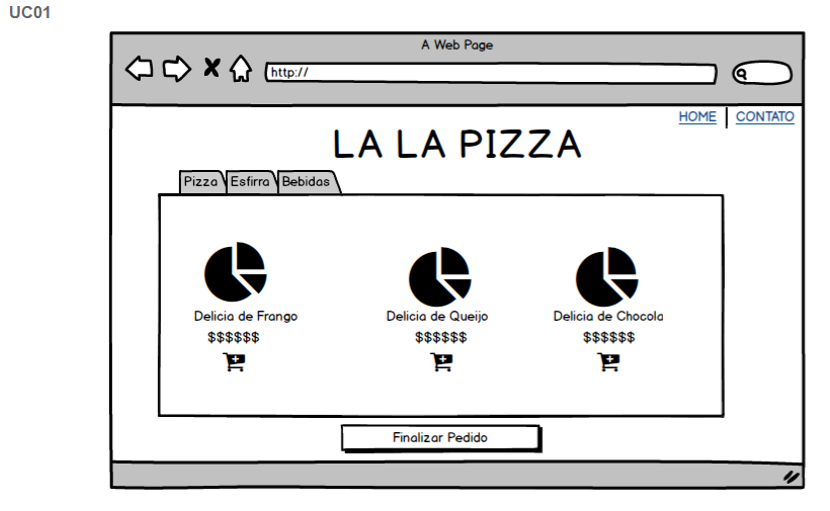 UC01
A Web Page
http://
HOME CONTATO
LA LA PIZZA
Pizza Esfirra Bebidas
Delicia de Frango Delicia de Queijo Delicia de Chocola
$$$$$$ $$$$$$ $$$$$$
Finalizar Pedido